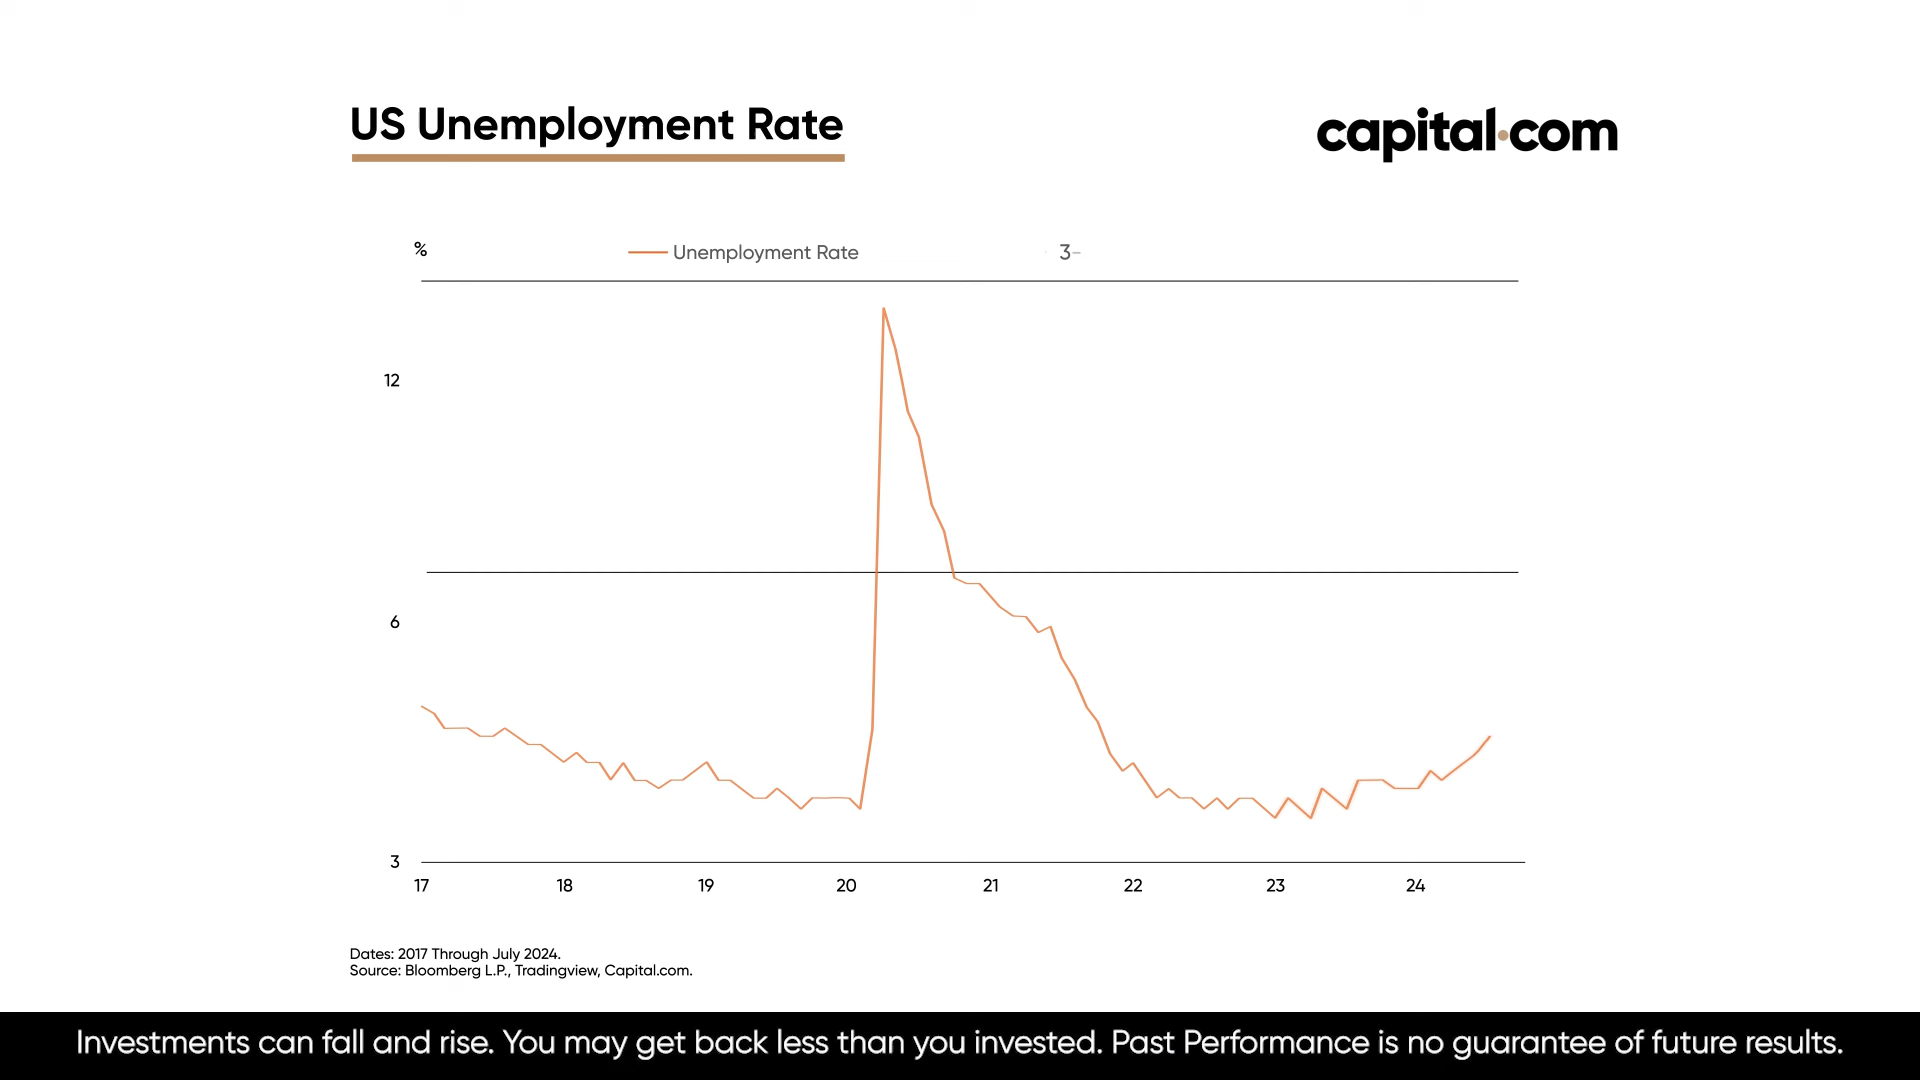 US Unemployment Rate
capital.com
%
Unemployment Rate
3-
12
6
3
17 18 19 20 21 22 23 24
Dates: 2017 Through July 2024.
Source: Bloomberg L.P., Tradingview, Capital.com.
Investments can fall and rise. You may get back less than you invested. Past Performance is no guarantee of future results.